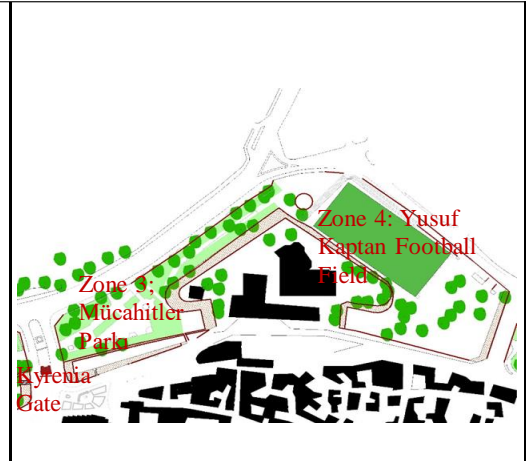 Zone 4: Yusuf
Kaptan Football
Field
Zone 3;
Mücahitler
Park
Kyrenia
Gate